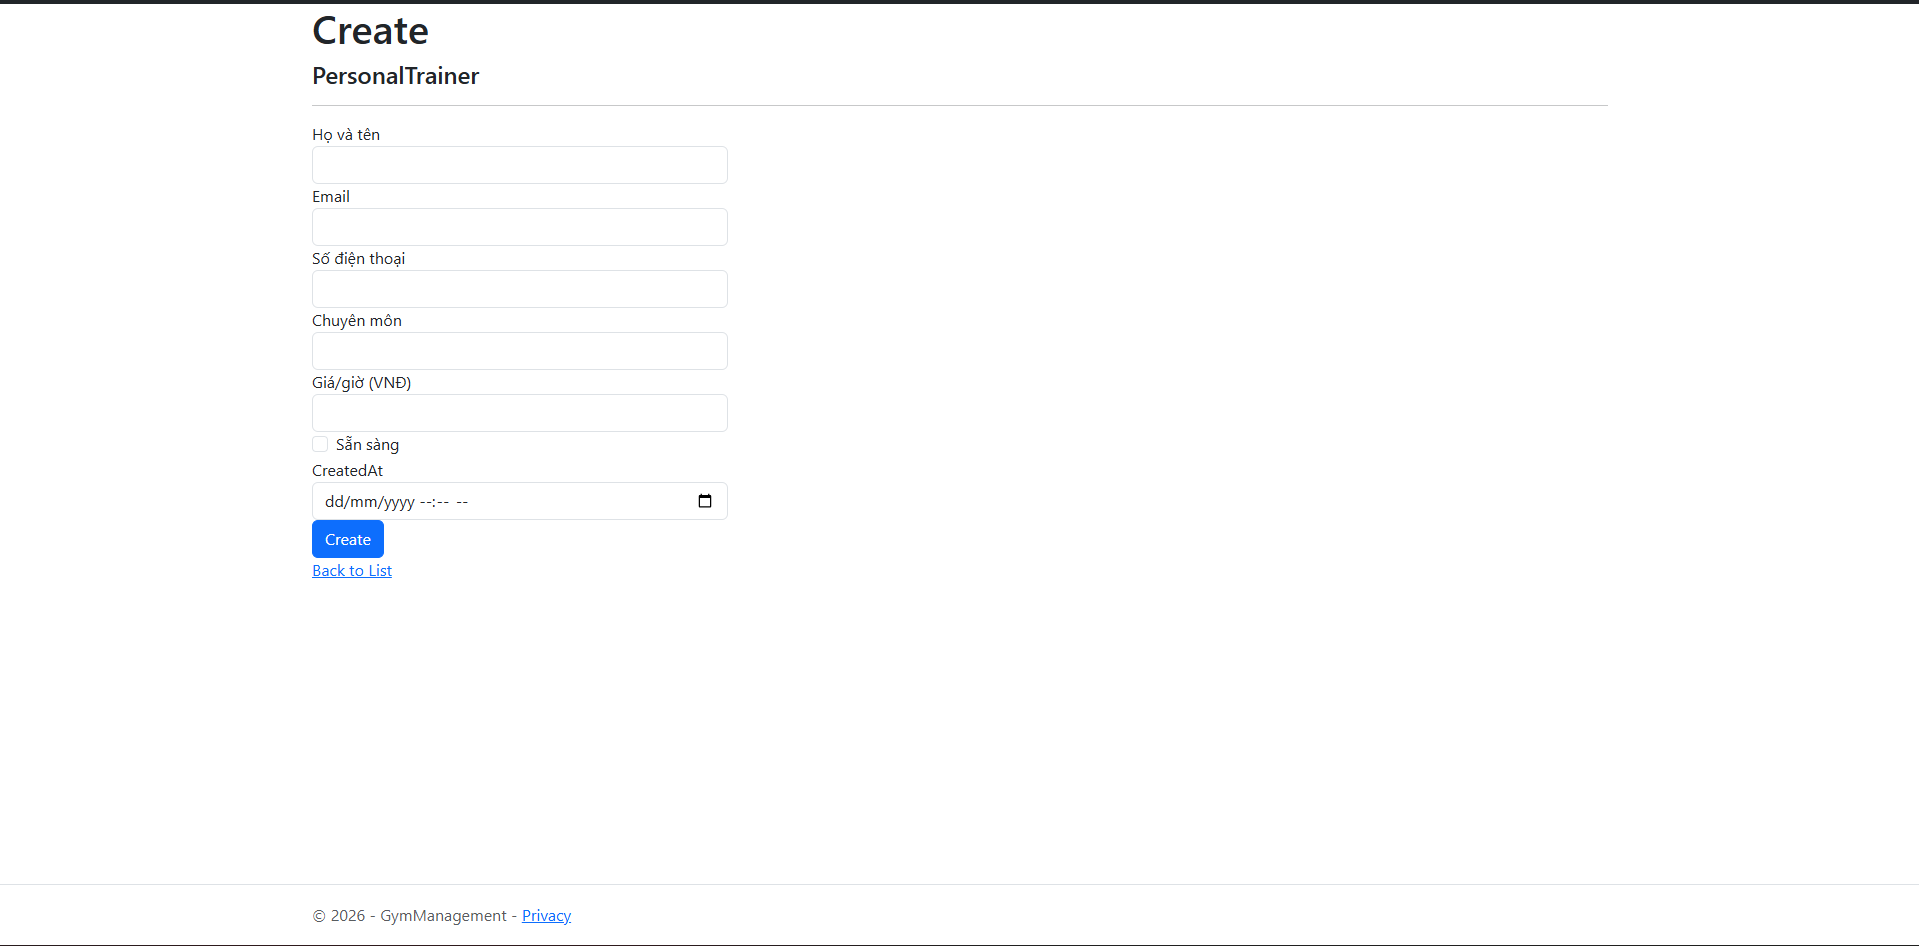 Create
PersonalTrainer
Họ và tên
Email
Số điện thoại
Chuyên môn
Giá/giờ (VNĐ)
Sẵn sàng
CreatedAt
dd/mm/yyyy --:-- --
Create
Back to List
© 2026 - GymManagement - Privacy